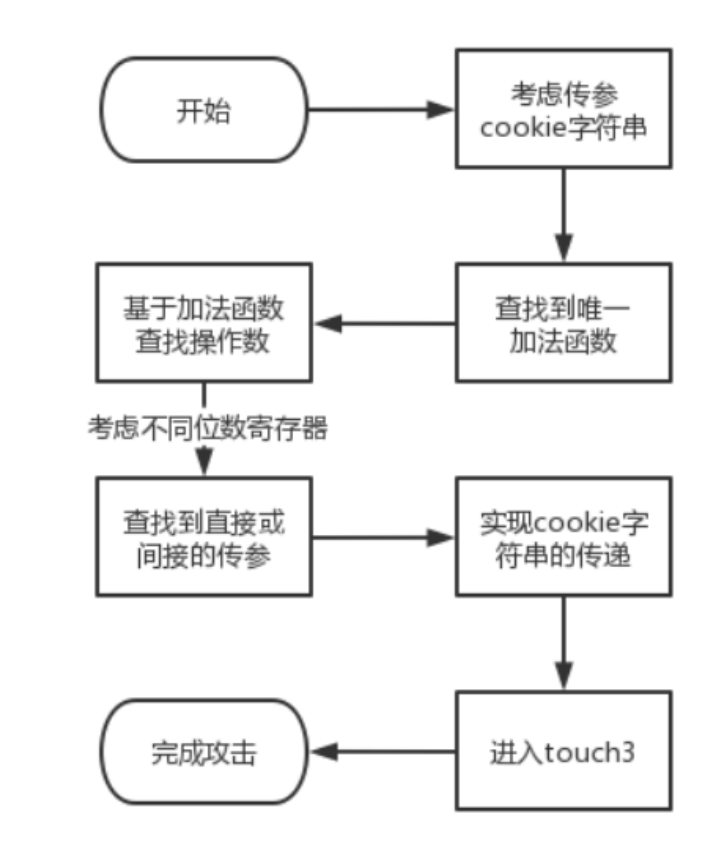 开始
考虑传参
cookie字符串
查找到唯一
加法函数
基于加法函数
查找操作数
考虑不同位数寄存器
查找到直接或
间接的传参
实现cookie字
符串的传递
进入touch3
完成攻击